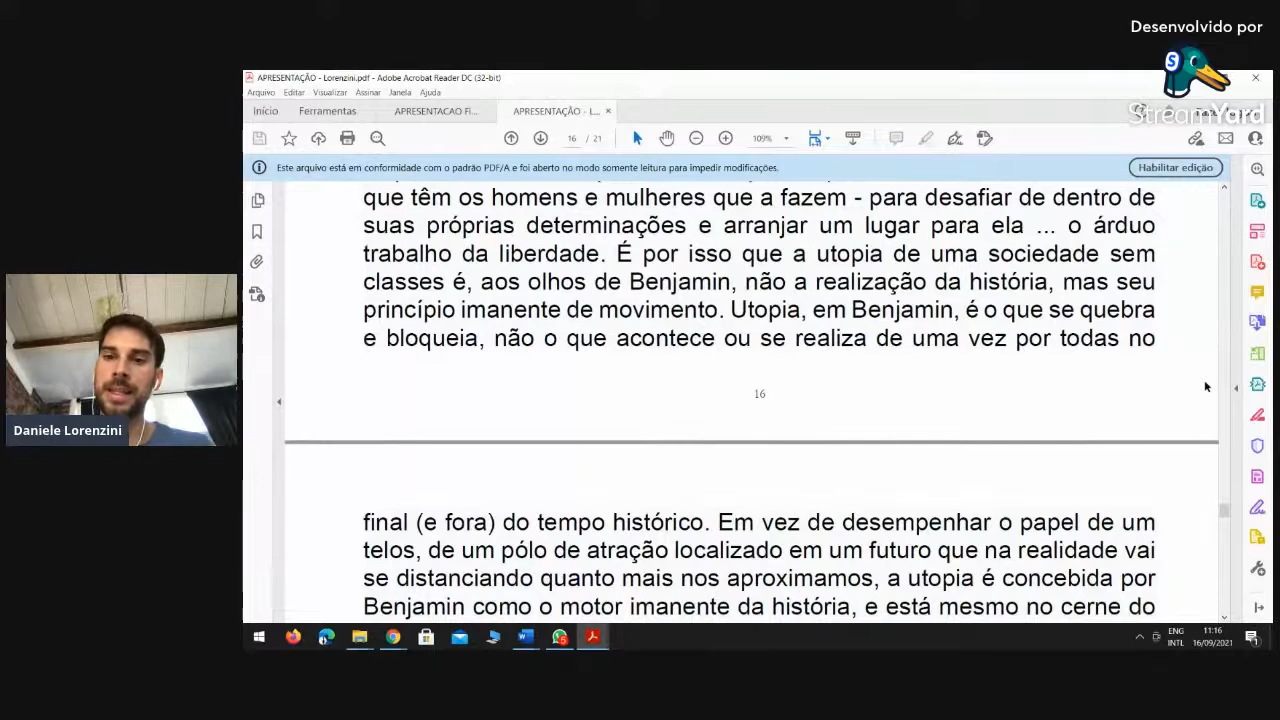 Desenvolvido por
S
StreamYard
APRESENTAÇÃO - Lorenzini.pdf - Adobe Acrobat Reader DC (32-bit)
Arquivo Editar Visualizar Assinar Janela Ajuda
Início Ferramentas APRESENTACAO Fi... APRESENTAÇÃO - L... ×
16 / 21 109%
Este arquivo está em conformidade com o padrão PDF/A e foi aberto no modo somente leitura para impedir modificações. Habilitar edição
que têm os homens e mulheres que a fazem - para desafiar de dentro de
suas próprias determinações e arranjar um lugar para ela ... o árduo
trabalho da liberdade. É por isso que a utopia de uma sociedade sem
classes é, aos olhos de Benjamin, não a realização da história, mas seu
princípio imanente de movimento. Utopia, em Benjamin, é o que se quebra
e bloqueia, não o que acontece ou se realiza de uma vez por todas no
16
final (e fora) do tempo histórico. Em vez de desempenhar o papel de um
telos, de um pólo de atração localizado em um futuro que na realidade vai
se distanciando quanto mais nos aproximamos, a utopia é concebida por
Benjamin como o motor imanente da história, e está mesmo no cerne do
Daniele Lorenzini
ENG 11:16
INTL 16/09/2021